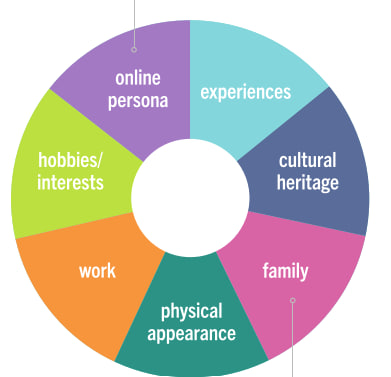 online
persona
experiences
cultural
heritage
hobbies/
interests
work
family
physical
appearance